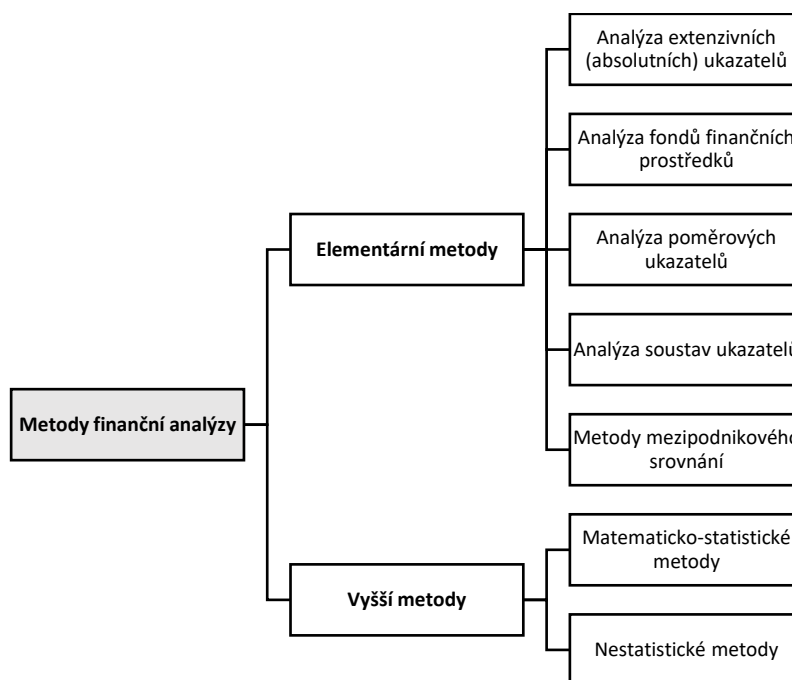 Analýza extenzivních
(absolutních) ukazatelů
Analýza fondů finančních
prostředků
Elementární metody
Analýza poměrových
ukazatelů
Analýza soustav ukazatelů
Metody finanční analýzy
Metody mezipodnikového
srovnání
Matematicko-statistické
metody
Vyšší metody
Nestatistické metody